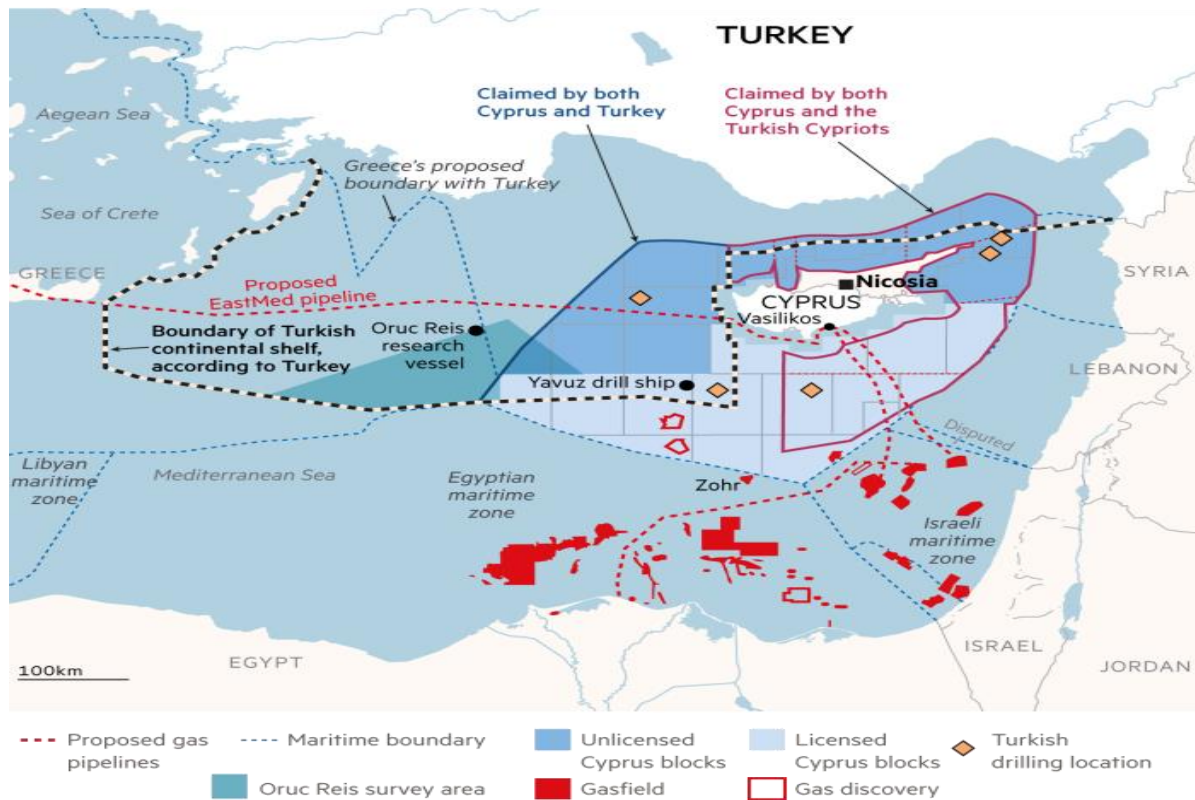 TURKEY
Claimed by both
Cyprus and Turkey
Claimed by both
Cyprus and the
Turkish Cypriots
Aegean Sea
Greece's proposed
boundary with Turkey
Sea of Crete
GREECE
Proposed
EastMed pipeline
Nicosia
CYPRUS
Vasilikos
SYRIA
Boundary of Turkish
continental shelf,
according to Turkey
Oruc Reis
research
vessel
Yavuz drill ship
LEBANON
Disputed
Libyan
maritime
zone
Mediterranean Sea
Egyptian
maritime
zone
Zohr
Israeli
maritime
zone
EGYPT
ISRAEL
JORDAN
100km
Proposed gas
pipelines
Maritime boundary
Unlicensed
Cyprus blocks
Licensed
Cyprus blocks
Turkish
drilling location
Oruc Reis survey area
Gasfield
Gas discovery